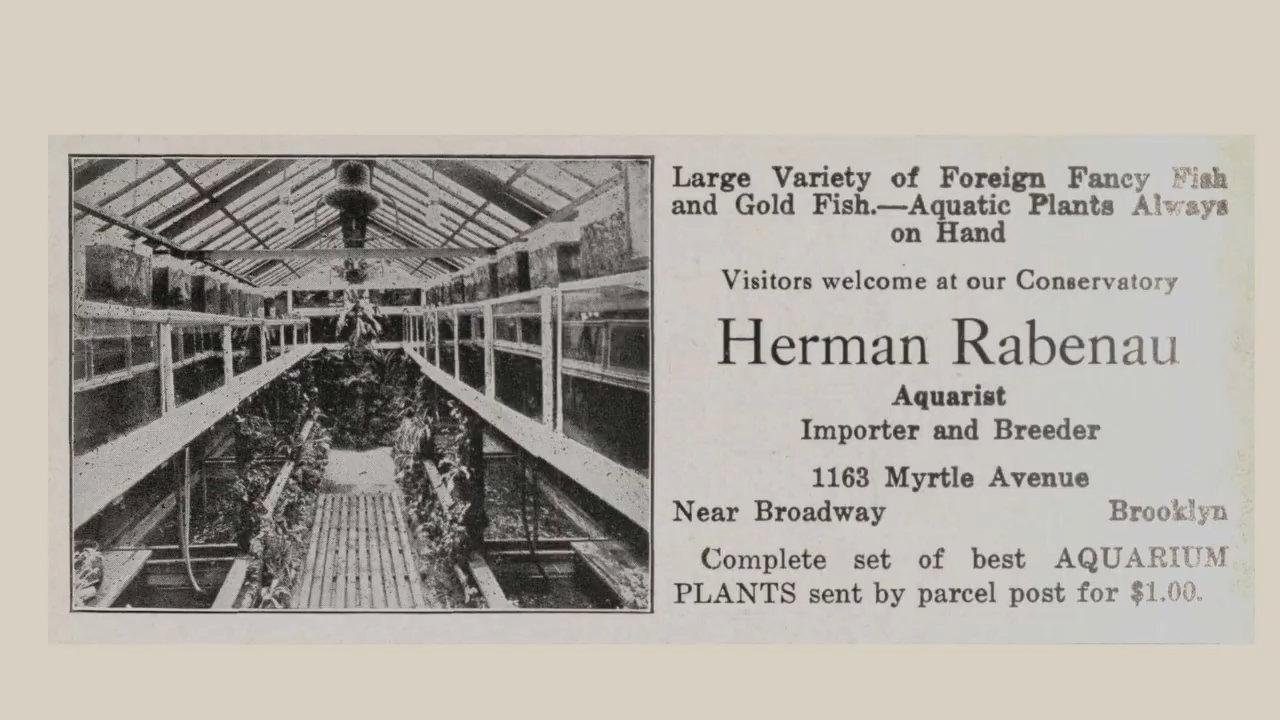 Large Variety of Foreign Fancy Fish
and Gold Fish.—Aquatic Plants Always
on Hand
Visitors welcome at our Conservatory
Herman Rabenau
Aquarist
Importer and Breeder
1163 Myrtle Avenue
Near Broadway Brooklyn
Complete set of best AQUARIUM
PLANTS sent by parcel post for $1.00.